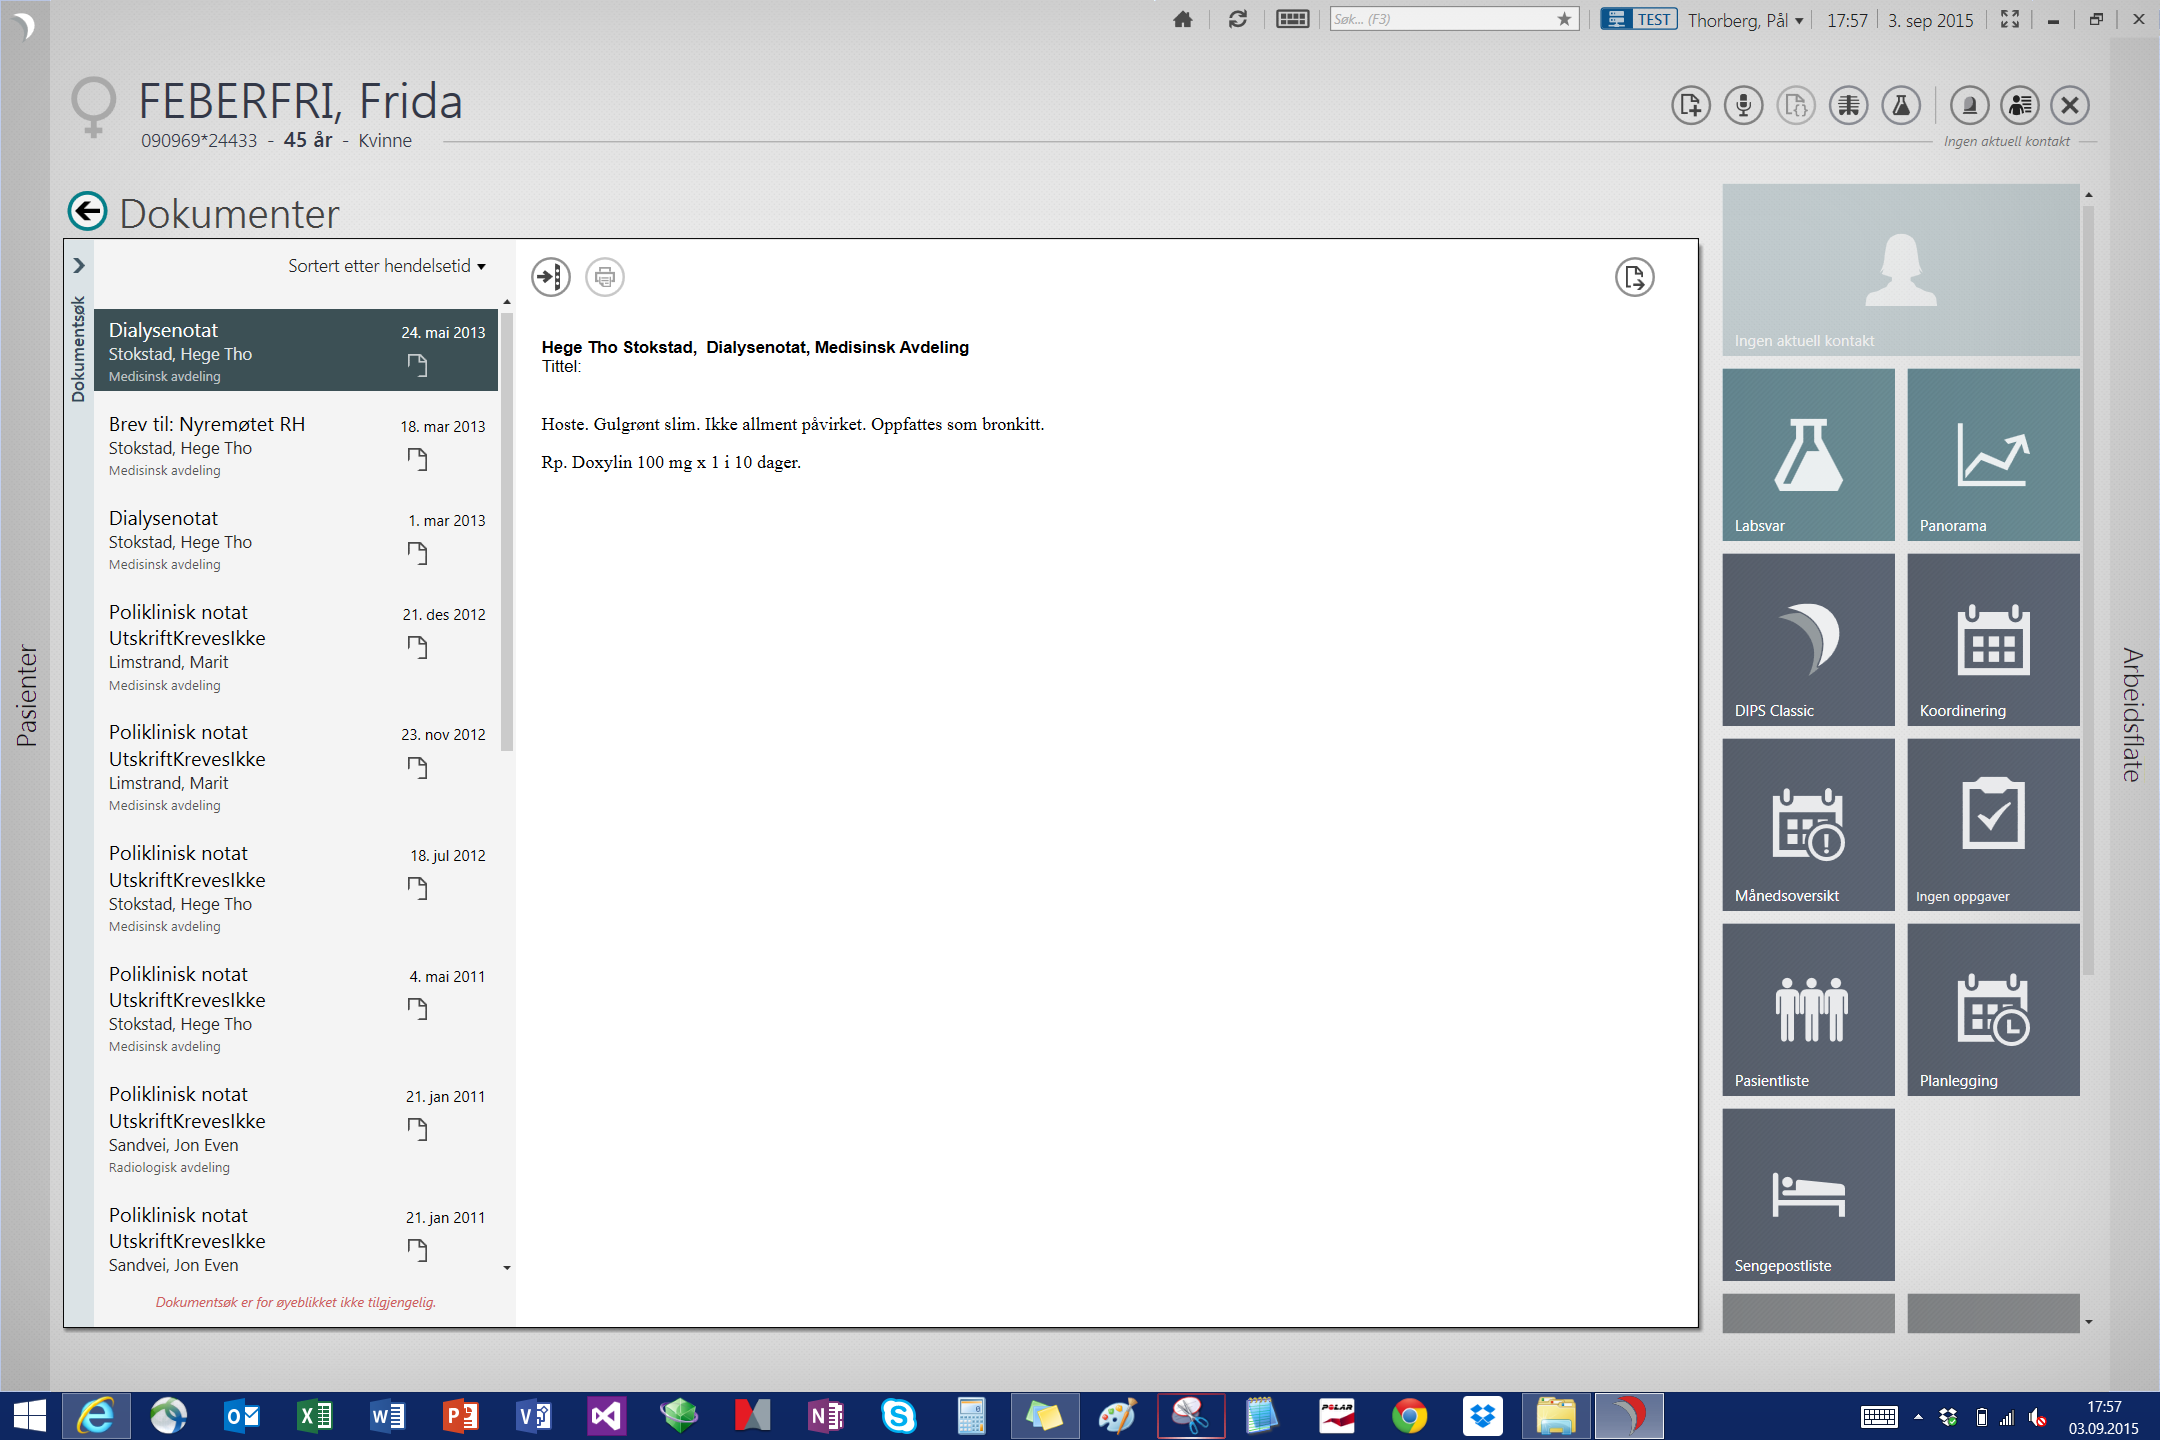 Søk... (F3)
TEST
Thorberg, Pål
17:57
3. sep 2015
FEBERFRI, Frida
090969*24433 - 45 år - Kvinne
Ingen aktuell kontakt
Dokumenter
Pasienter
Dokumentsøk
Sortert etter hendelsetid
Dialysenotat 24. mai 2013
Stokstad, Hege Tho
Medisinsk avdeling
Brev til: Nyremøtet RH 18. mar 2013
Stokstad, Hege Tho
Medisinsk avdeling
Dialysenotat 1. mar 2013
Stokstad, Hege Tho
Medisinsk avdeling
Poliklinisk notat 21. des 2012
UtskriftKrevesIkke
Limstrand, Marit
Medisinsk avdeling
Poliklinisk notat 23. nov 2012
UtskriftKrevesIkke
Limstrand, Marit
Medisinsk avdeling
Poliklinisk notat 18. jul 2012
UtskriftKrevesIkke
Stokstad, Hege Tho
Medisinsk avdeling
Poliklinisk notat 4. mai 2011
UtskriftKrevesIkke
Stokstad, Hege Tho
Medisinsk avdeling
Poliklinisk notat 21. jan 2011
UtskriftKrevesIkke
Sandvei, Jon Even
Radiologisk avdeling
Poliklinisk notat 21. jan 2011
UtskriftKrevesIkke
Sandvei, Jon Even
Dokumentsøk er for øyeblikket ikke tilgjengelig.
Hege Tho Stokstad, Dialysenotat, Medisinsk Avdeling
Tittel:
Hoste. Gulgrønt slim. Ikke allment påvirket. Oppfattes som bronkitt.
Rp. Doxylin 100 mg x 1 i 10 dager.
Ingen aktuell kontakt
Labsvar
Panorama
DIPS Classic
Koordinering
Månedsoversikt
Ingen oppgaver
Pasientliste
Planlegging
Sengepostliste
Arbeidsflate
POLAR
17:57
03.09.2015